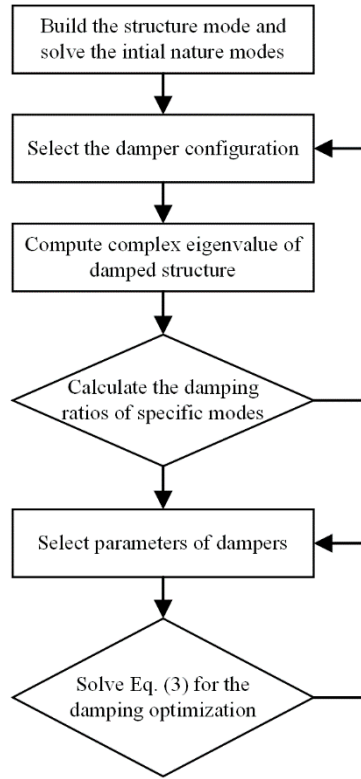 Build the structure mode and
solve the intial nature modes
Select the damper configuration
Compute complex eigenvalue of
damped structure
Calculate the damping
ratios of specific modes
Select parameters of dampers
Solve Eq. (3) for the
damping optimization